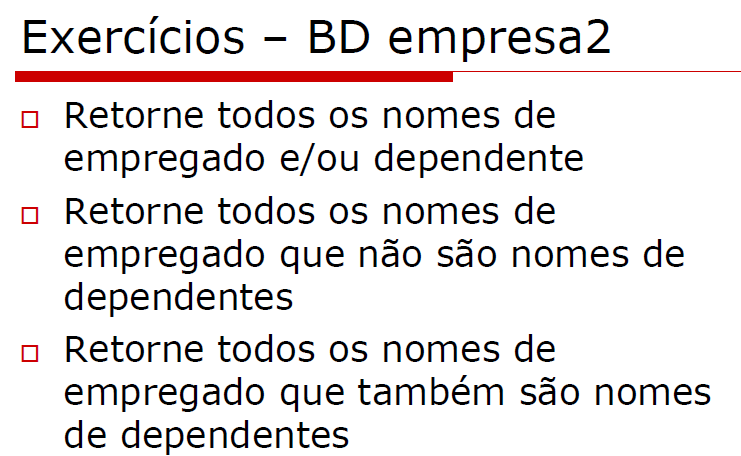 Exercícios – BD empresa2
Retorne todos os nomes de
empregado e/ou dependente
Retorne todos os nomes de
empregado que não são nomes de
dependentes
Retorne todos os nomes de
empregado que também são nomes
de dependentes